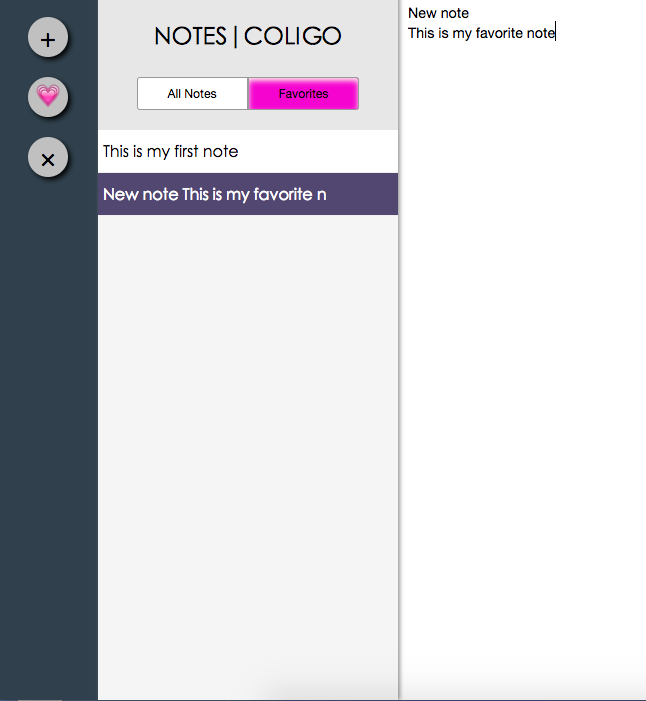 +
×
NOTES | COLIGO
All Notes
Favorites
This is my first note
New note This is my favorite n
New note
This is my favorite note